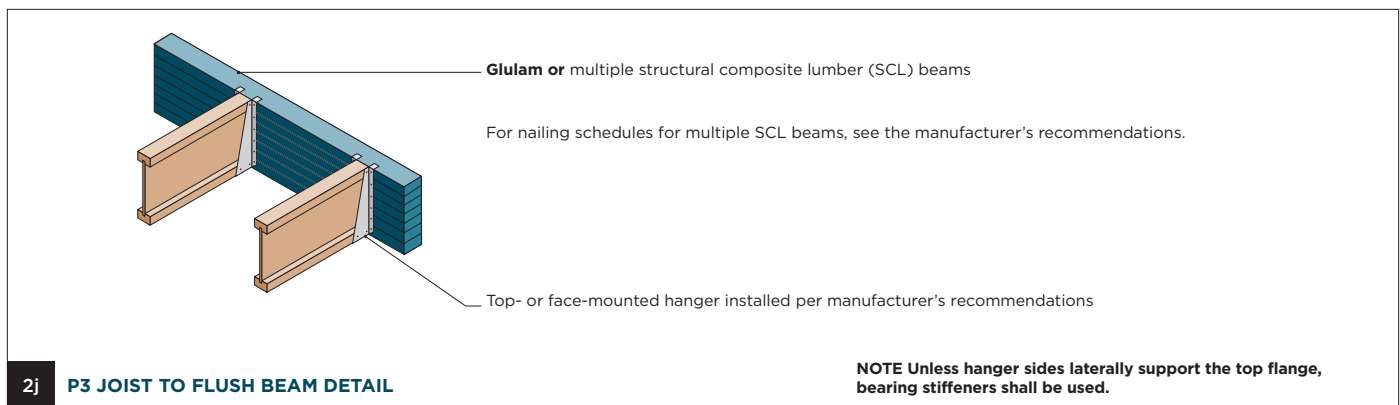 Glulam or multiple structural composite lumber (SCL) beams
For nailing schedules for multiple SCL beams, see the manufacturer’s recommendations.
Top- or face-mounted hanger installed per manufacturer’s recommendations
2j P3 JOIST TO FLUSH BEAM DETAIL
NOTE Unless hanger sides laterally support the top flange,
bearing stiffeners shall be used.